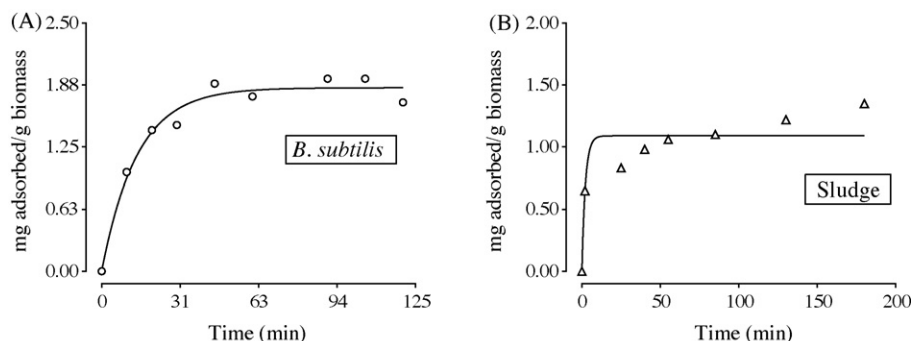 (A)
mg adsorbed/g biomass
2.50
1.88
1.25
0.63
0.00
B. subtilis
0 31 63 94 125
Time (min)
(B)
mg adsorbed/g biomass
2.00
1.50
1.00
0.50
0.00
Sludge
0 50 100 150 200
Time (min)